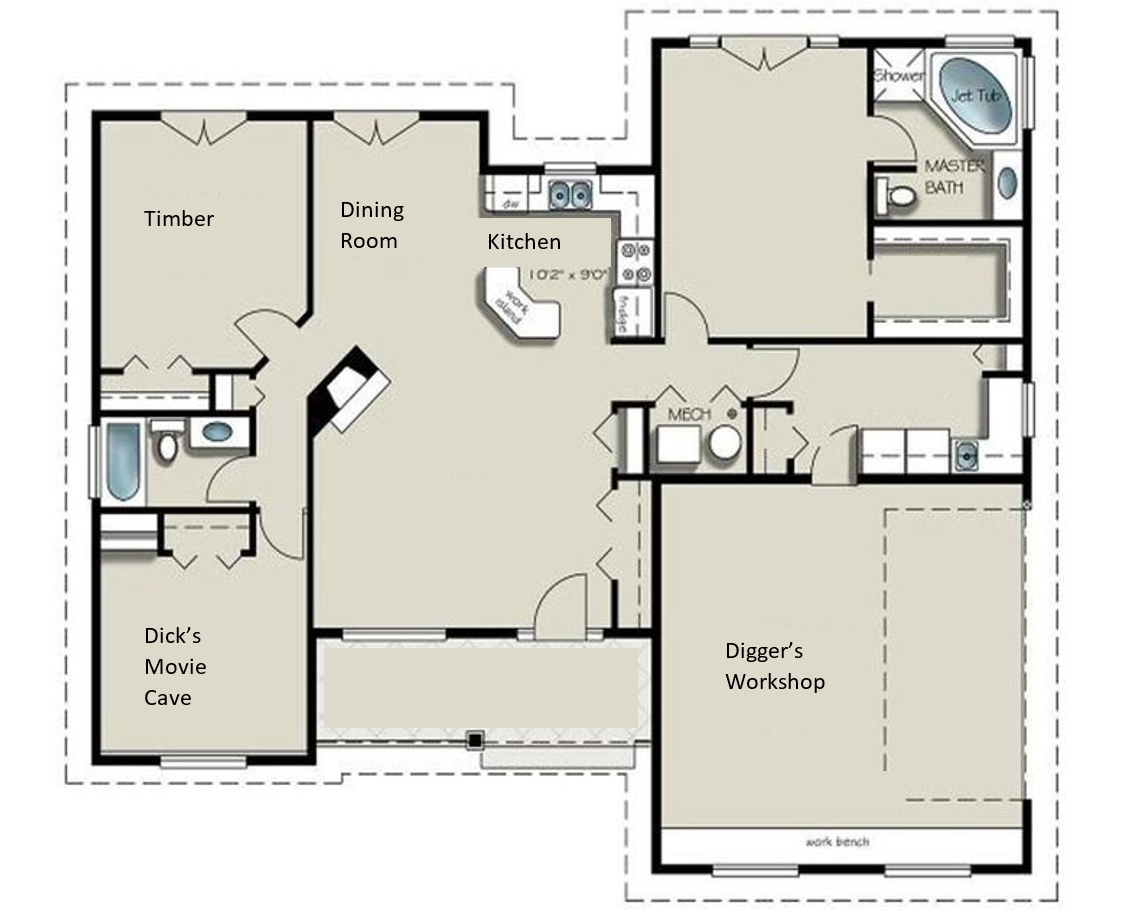 Shower
Jet Tub
MASTER
BATH
Timber
Dining
Room
dw
Kitchen
10'2" x 9'0"
work
island
fridge
MECH
Dick’s
Movie
Cave
Digger’s
Workshop
work bench